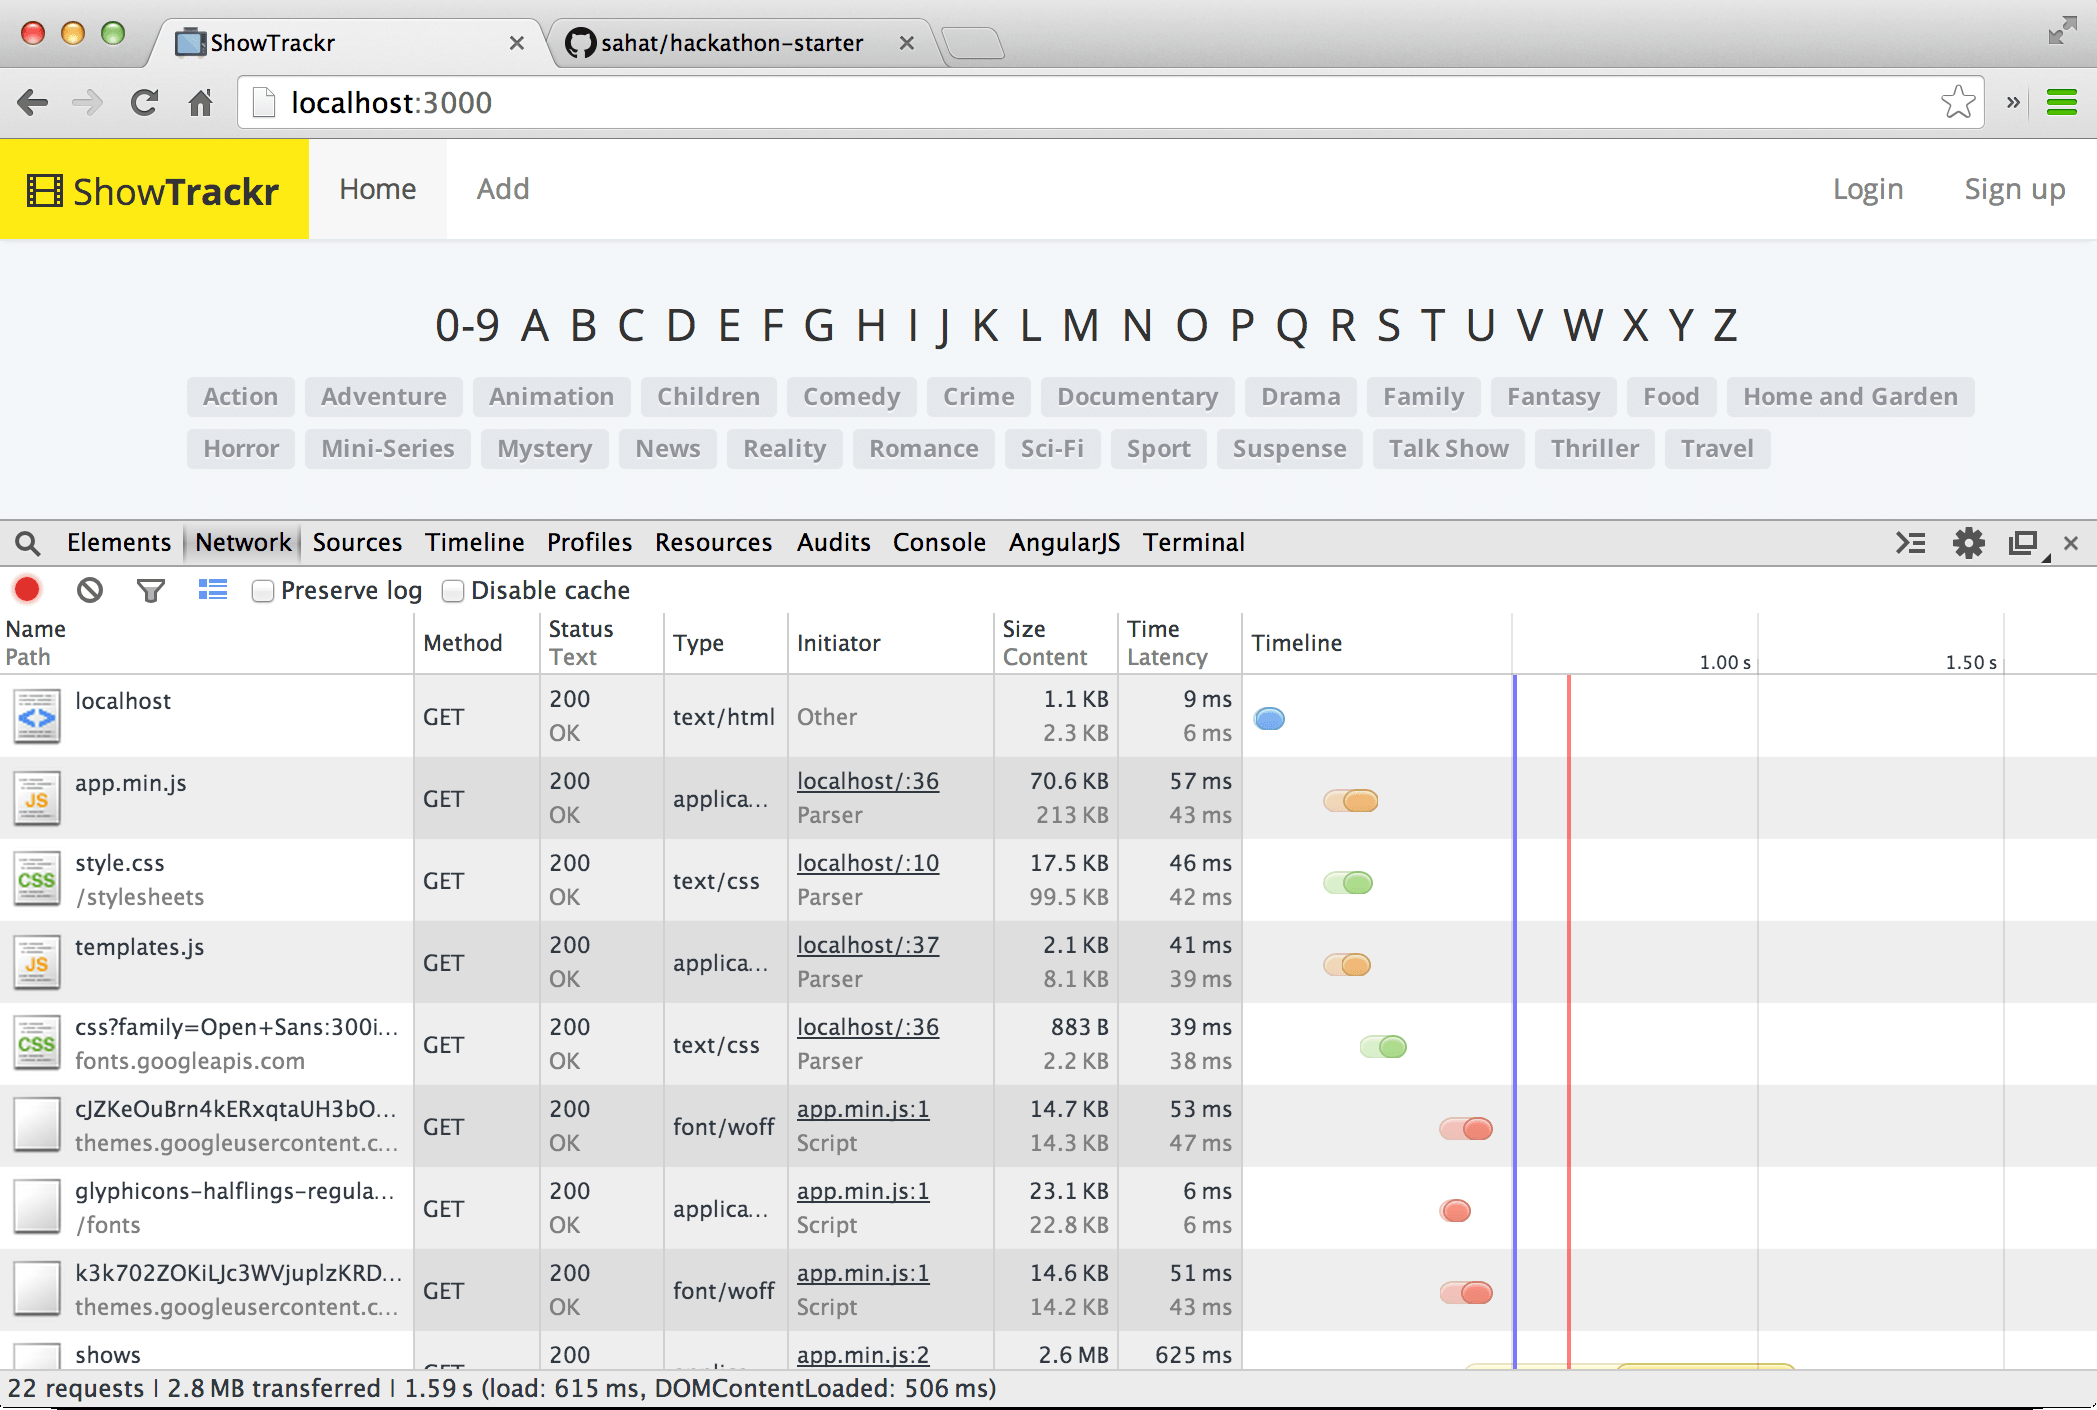 ShowTrackr
sahat/hackathon-starter
localhost:3000
ShowTrackr Home Add Login Sign up
0-9 A B C D E F G H I J K L M N O P Q R S T U V W X Y Z
Action Adventure Animation Children Comedy Crime Documentary Drama Family Fantasy Food Home and Garden
Horror Mini-Series Mystery News Reality Romance Sci-Fi Sport Suspense Talk Show Thriller Travel
Elements Network Sources Timeline Profiles Resources Audits Console AngularJS Terminal
Preserve log Disable cache
Name Method Status Type Initiator Size Time Timeline
Path Text Content Latency 1.00 s 1.50 s
localhost GET 200 text/html Other 1.1 KB 9 ms
OK 2.3 KB 6 ms
app.min.js GET 200 applica... localhost/:36 70.6 KB 57 ms
JS OK Parser 213 KB 43 ms
style.css GET 200 text/css localhost/:10 17.5 KB 46 ms
CSS /stylesheets OK Parser 99.5 KB 42 ms
templates.js GET 200 applica... localhost/:37 2.1 KB 41 ms
JS OK Parser 8.1 KB 39 ms
css?family=Open+Sans:300i... GET 200 text/css localhost/:36 883 B 39 ms
CSS fonts.googleapis.com OK Parser 2.2 KB 38 ms
cJZKeOuBrn4kERxqtaUH3bO... GET 200 font/woff app.min.js:1 14.7 KB 53 ms
themes.googleusercontent.c... OK Script 14.3 KB 47 ms
glyphicons-halflings-regula... GET 200 applica... app.min.js:1 23.1 KB 6 ms
/fonts OK Script 22.8 KB 6 ms
k3k702ZOKiLJc3WVjuplzKRD... GET 200 font/woff app.min.js:1 14.6 KB 51 ms
themes.googleusercontent.c... OK Script 14.2 KB 43 ms
shows 200 app.min.js:2 2.6 MB 625 ms
22 requests | 2.8 MB transferred | 1.59 s (load: 615 ms, DOMContentLoaded: 506 ms)